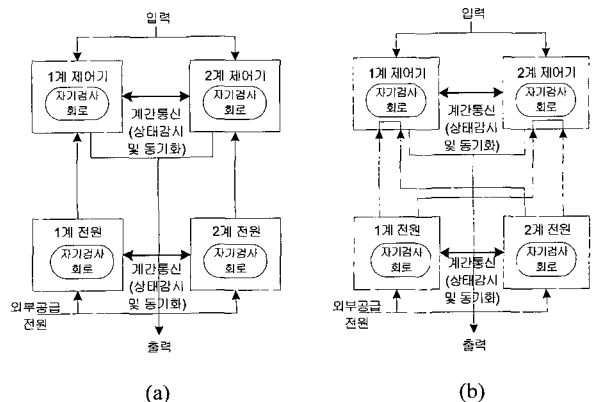 입력
1계 제어기
자기검사
회로
2계 제어기
자기검사
회로
계간통신
(상태감시
및 동기화)
1계 전원
자기검사
회로
2계 전원
자기검사
회로
계간통신
(상태감시
및 동기화)
외부공급
전원
출력
(a)
입력
1계 제어기
자기검사
회로
2계 제어기
자기검사
회로
계간통신
(상태감시
및 동기화)
1계 전원
자기검사
회로
2계 전원
자기검사
회로
계간통신
(상태감시
및 동기화)
외부공급
전원
출력
(b)